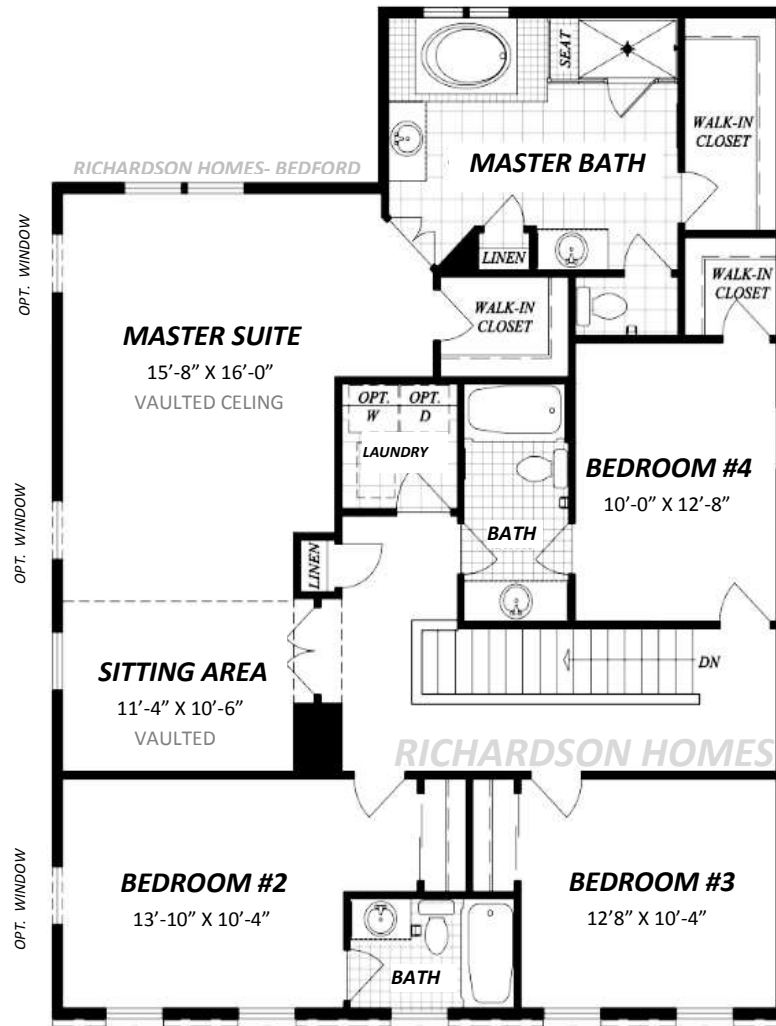 SEAT
WALK-IN
CLOSET
MASTER BATH
RICHARDSON HOMES- BEDFORD
OPT. WINDOW
LINEN
WALK-IN
CLOSET
WALK-IN
CLOSET
MASTER SUITE
15’-8” X 16’-0”
VAULTED CELING
OPT.
W
OPT.
D
LAUNDRY
BEDROOM #4
10’-0” X 12’-8”
OPT. WINDOW
BATH
LINEN
DN
SITTING AREA
11’-4” X 10’-6”
VAULTED
RICHARDSON HOMES
OPT. WINDOW
BEDROOM #2
13’-10” X 10’-4”
BEDROOM #3
12’8” X 10’-4”
BATH